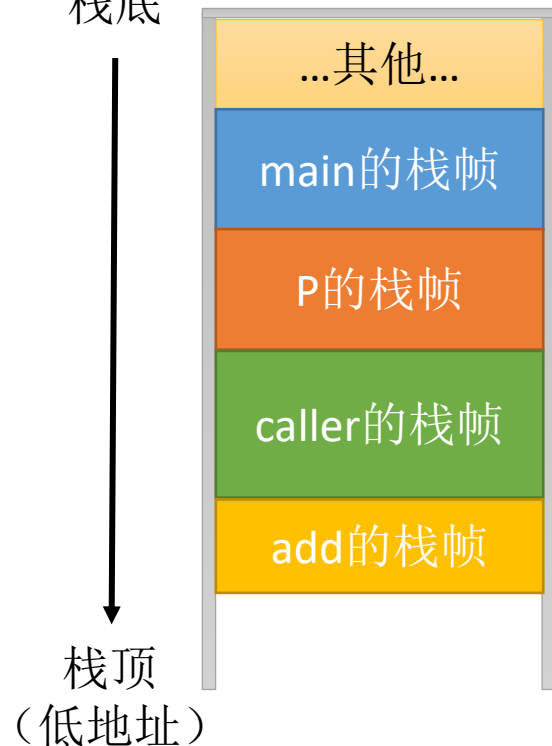 栈底
…其他…
main的栈帧
P的栈帧
caller的栈帧
add的栈帧
栈顶
（低地址）